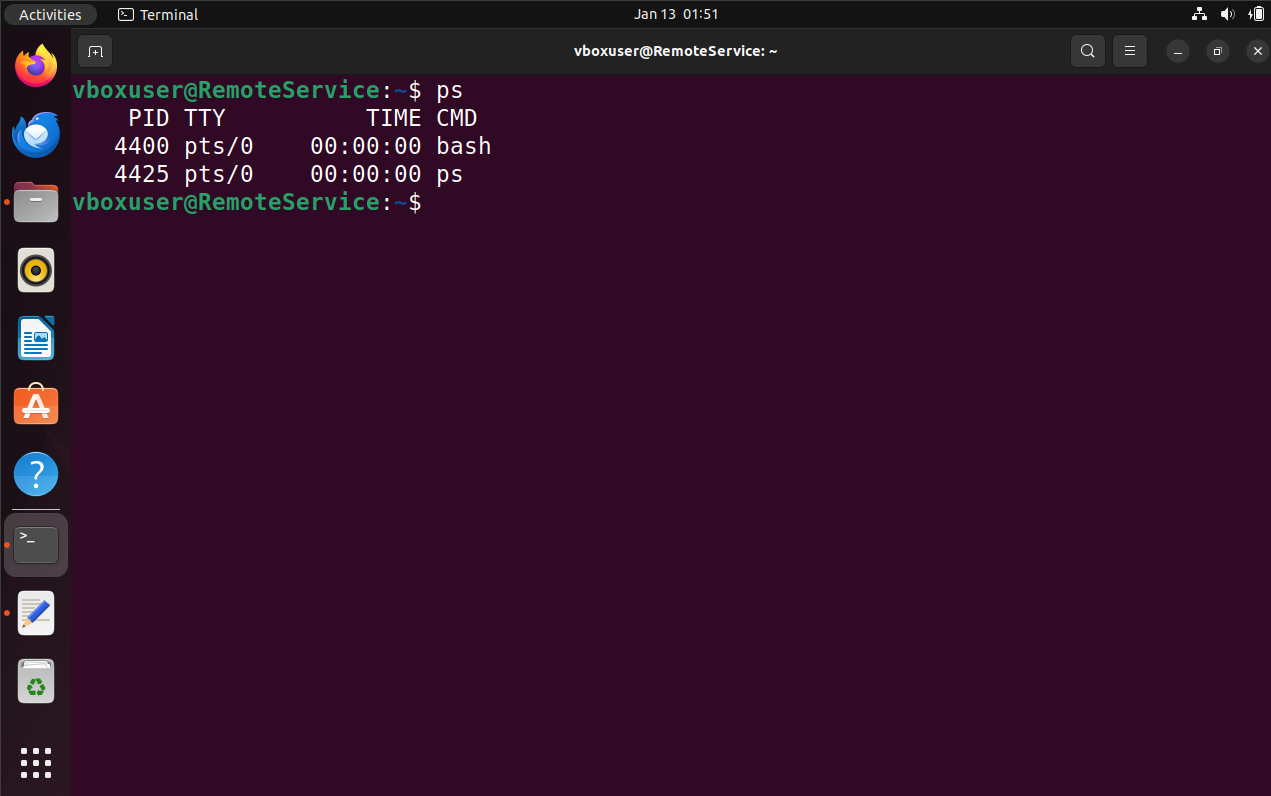 Activities Terminal Jan 13 01:51
vboxuser@RemoteService: ~
vboxuser@RemoteService:~$ ps
    PID TTY          TIME CMD
   4400 pts/0    00:00:00 bash
   4425 pts/0    00:00:00 ps
vboxuser@RemoteService:~$